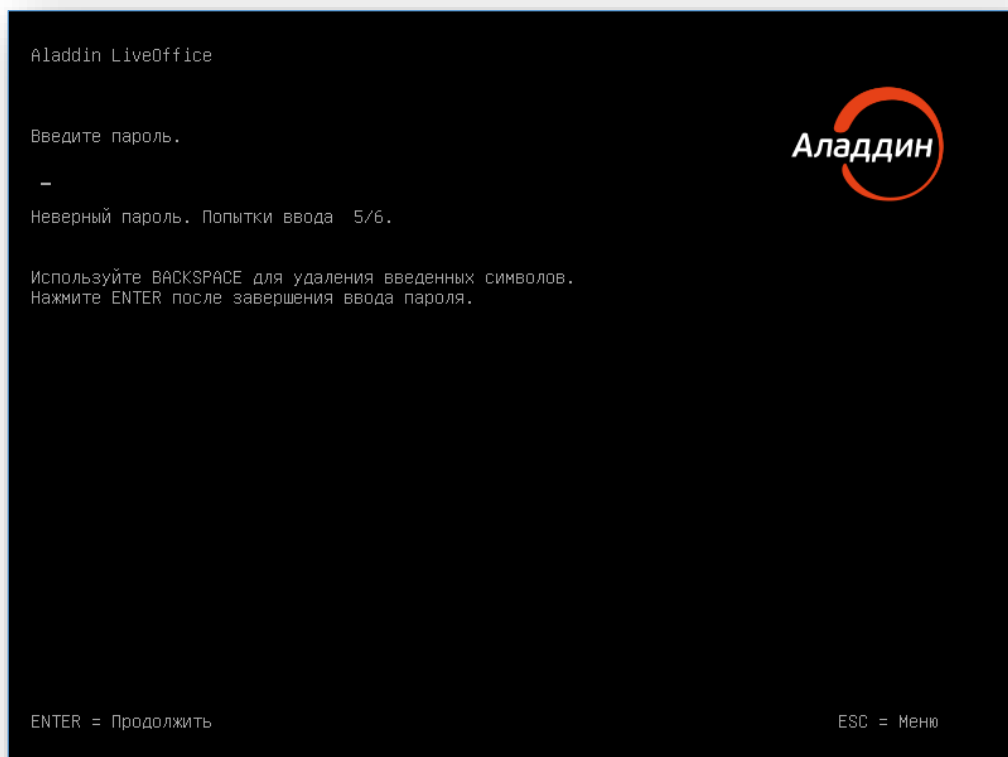 Aladdin LiveOffice
Аладдин
Введите пароль.
Неверный пароль. Попытки ввода  5/6.
Используйте BACKSPACE для удаления введенных символов.
Нажмите ENTER после завершения ввода пароля.
ENTER = Продолжить
ESC = Меню